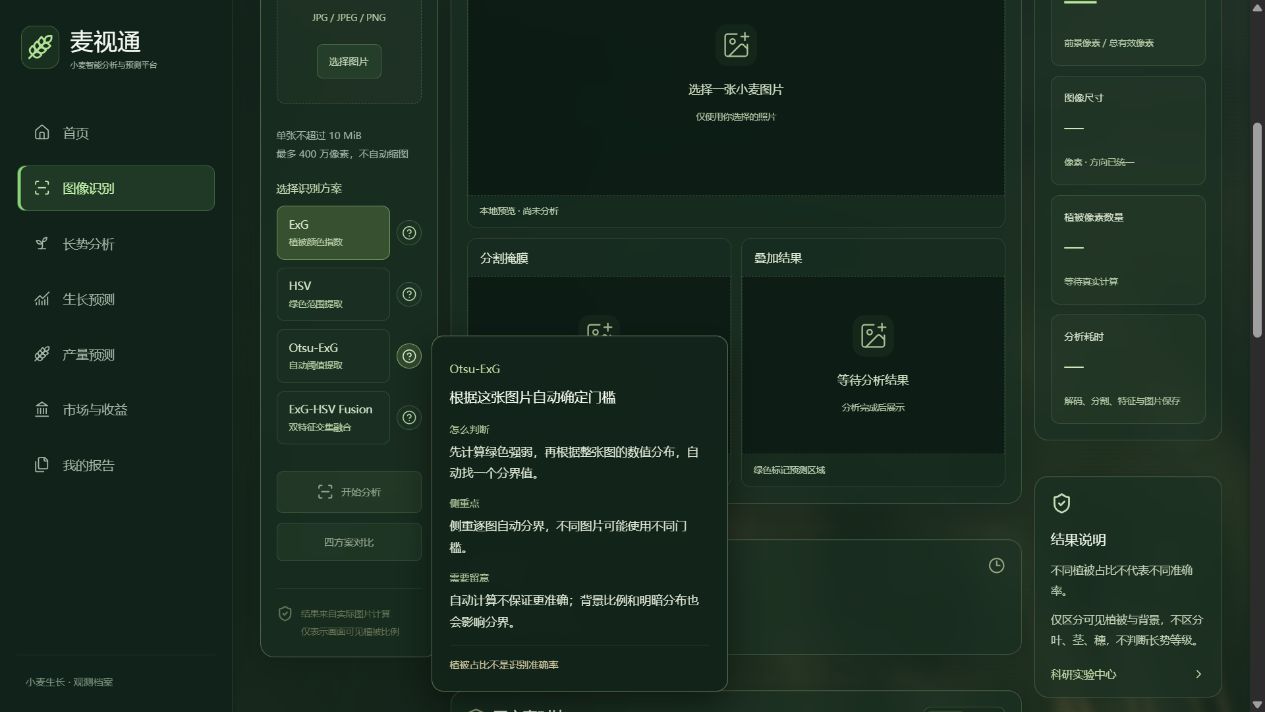 麦视通
小麦智能分析与预测平台
首页
图像识别
长势分析
生长预测
产量预测
市场与收益
我的报告
小麦生长 · 观测档案
JPG / JPEG / PNG
选择图片
单张不超过 10 MiB
最多 400 万像素，不自动缩图
选择识别方案
ExG
植被颜色指数
HSV
绿色范围提取
Otsu-ExG
自动阈值提取
ExG-HSV Fusion
双特征交集融合
开始分析
四方案对比
结果来自实际图片计算
仅表示画面可见植被比例
选择一张小麦图片
仅使用你选择的照片
本地预览 · 尚未分析
分割掩膜
叠加结果
等待分析结果
分析完成后展示
绿色标记预测区域
Otsu-ExG
根据这张图片自动确定门槛
怎么判断
先计算绿色强弱，再根据整张图的数值分布，自
动找一个分界值。
侧重点
侧重逐图自动分界，不同图片可能使用不同门
槛。
需要留意
自动计算不保证更准确；背景比例和明暗分布也
会影响分界。
植被占比不是识别准确率
前景像素 / 总有效像素
图像尺寸
—
像素 · 方向已统一
植被像素数量
—
等待真实计算
分析耗时
—
解码、分割、特征与图片保存
结果说明
不同植被占比不代表不同准确
率。
仅区分可见植被与背景，不区分
叶、茎、穗，不判断长势等级。
科研实验中心